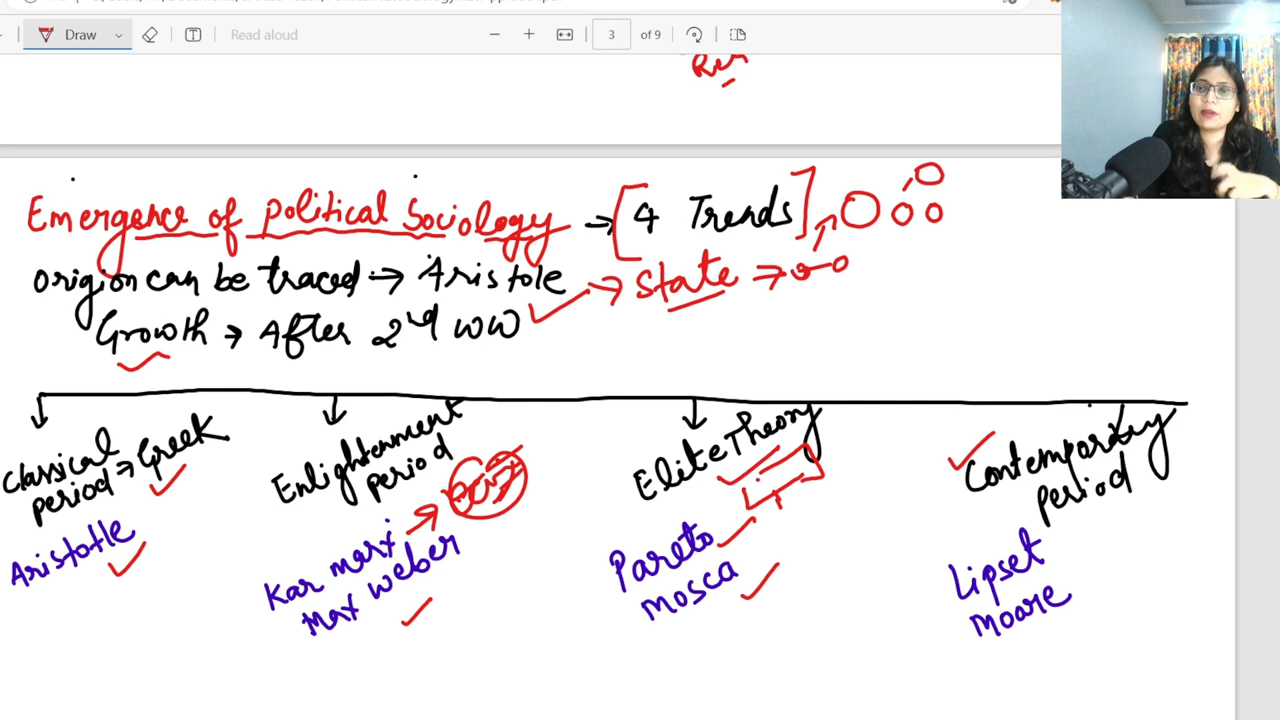 Draw
Read aloud
3 of 9
Emergence of Political Sociology → [4 Trends]
origion can be traced → Aristole → State →
Growth → After 2nd WW
Classical period → Greek
Aristotle
Enlightenment period
Kar marx →
Max weber
Elite Theory
Pareto
Mosca
Contemporary Period
Lipset
Moore